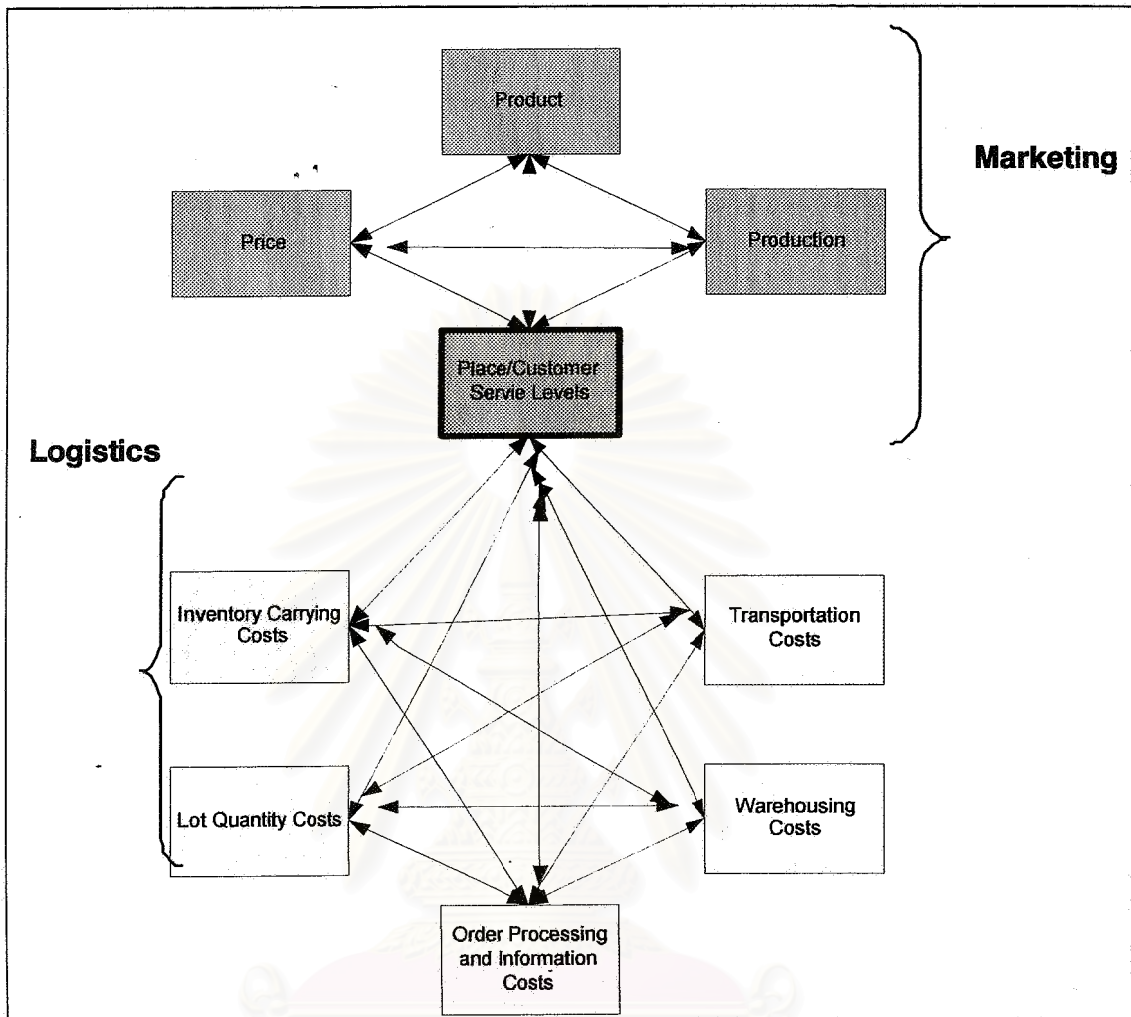 Product
Marketing
Price
Production
Place/Customer
Servie Levels
Logistics
Inventory Carrying
Costs
Transportation
Costs
Lot Quantity Costs
Warehousing
Costs
Order Processing
and Information
Costs